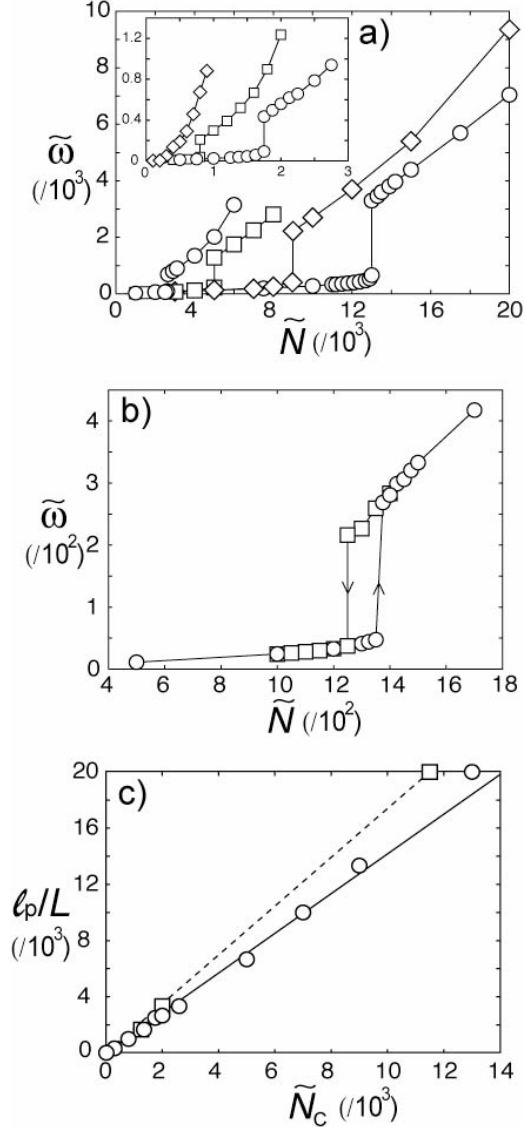 a)
10
8
6
4
2
0
ω̃
(/10³)
1.2
0.8
0.4
0
0 1 2 3
0 4 8 12 16 20
Ñ (/10³)
b)
4
3
2
1
0
ω̃
(/10²)
4 6 8 10 12 14 16 18
Ñ (/10²)
c)
20
16
12
8
4
0
ℓp/L
(/10³)
0 2 4 6 8 10 12 14
Ñc (/10³)